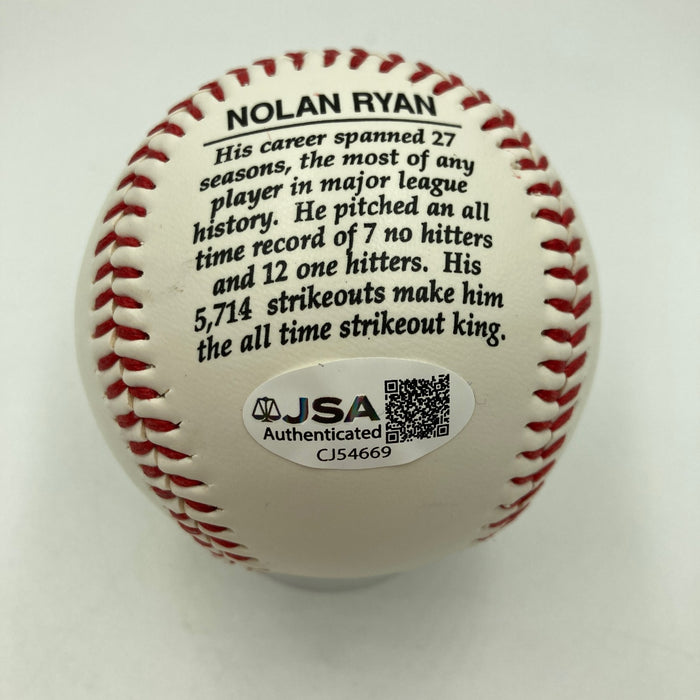 NOLAN RYAN
His career spanned 27
seasons, the most of any
player in major league
history. He pitched an all
time record of 7 no hitters
and 12 one hitters. His
5,714 strikeouts make him
the all time strikeout king.
JSA
Authenticated
CJ54669